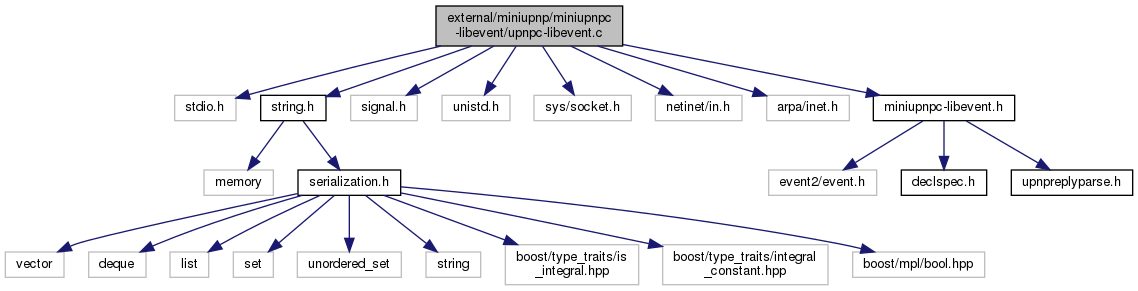 external/miniupnp/miniupnpc
-libevent/upnpc-libevent.c
stdio.h
string.h
signal.h
unistd.h
sys/socket.h
netinet/in.h
arpa/inet.h
miniupnpc-libevent.h
memory
serialization.h
event2/event.h
declspec.h
upnpreplyparse.h
vector
deque
list
set
unordered_set
string
boost/type_traits/is
_integral.hpp
boost/type_traits/integral
_constant.hpp
boost/mpl/bool.hpp